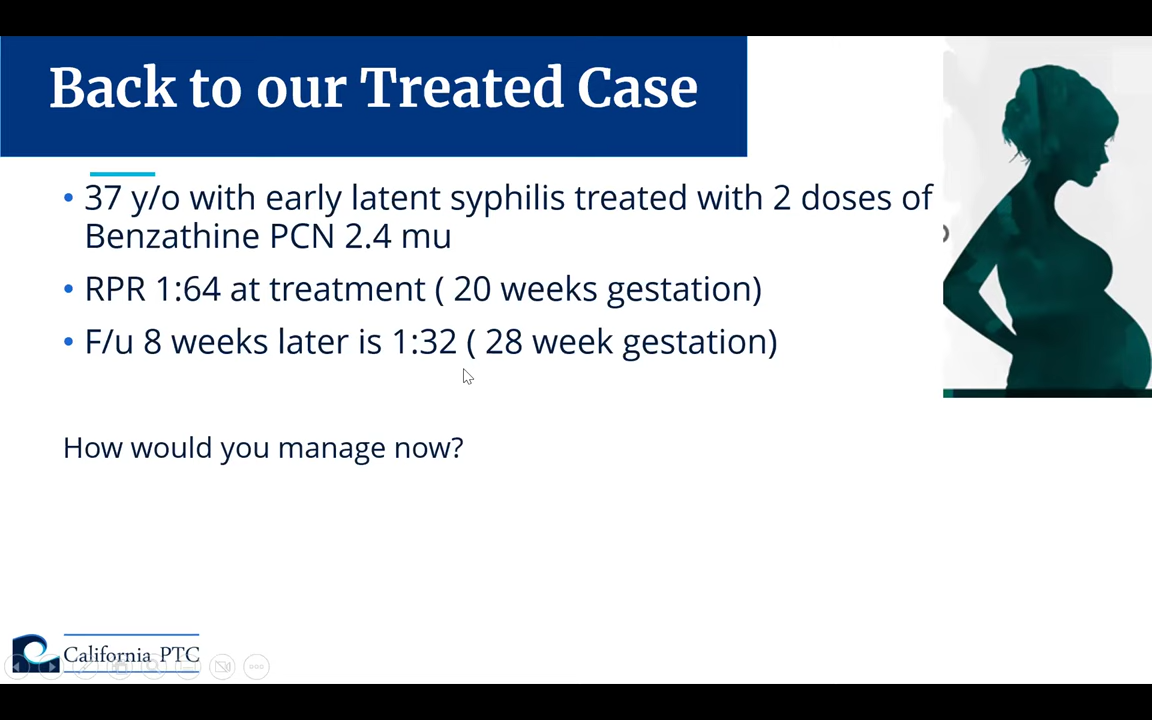 Back to our Treated Case
• 37 y/o with early latent syphilis treated with 2 doses of
Benzathine PCN 2.4 mu
• RPR 1:64 at treatment ( 20 weeks gestation)
• F/u 8 weeks later is 1:32 ( 28 week gestation)
How would you manage now?
California PTC